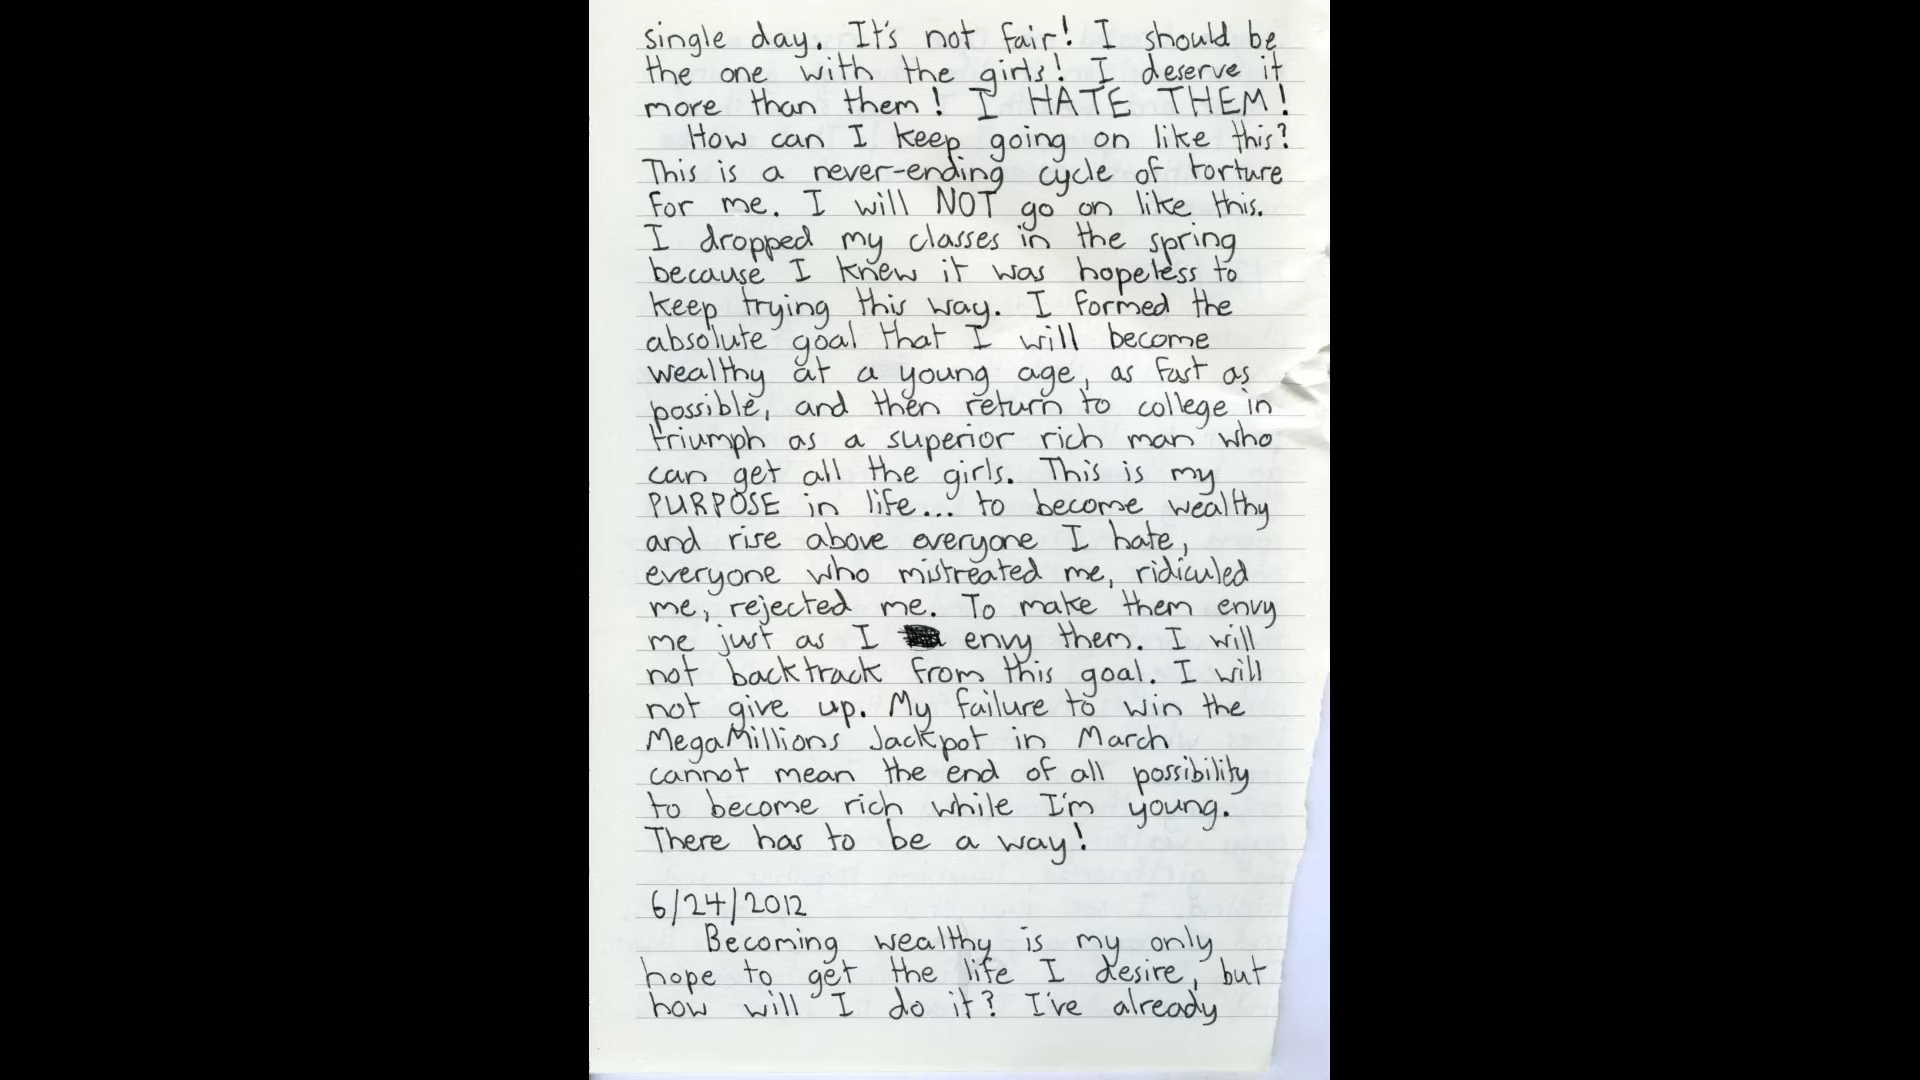 single day. It's not fair! I should be
the one with the girls! I deserve it
more than them! I HATE THEM!
How can I keep going on like this?
This is a never-ending cycle of torture
for me. I will NOT go on like this.
I dropped my classes in the spring
because I knew it was hopeless to
keep trying this way. I formed the
absolute goal that I will become
wealthy at a young age, as fast as
possible, and then return to college in
triumph as a superior rich man who
can get all the girls. This is my
PURPOSE in life... to become wealthy
and rise above everyone I hate,
everyone who mistreated me, ridiculed
me, rejected me. To make them envy
me just as I envy them. I will
not backtrack from this goal. I will
not give up. My failure to win the
MegaMillions Jackpot in March
cannot mean the end of all possibility
to become rich while I'm young.
There has to be a way!
6/24/2012
Becoming wealthy is my only
hope to get the life I desire, but
how will I do it? I've already